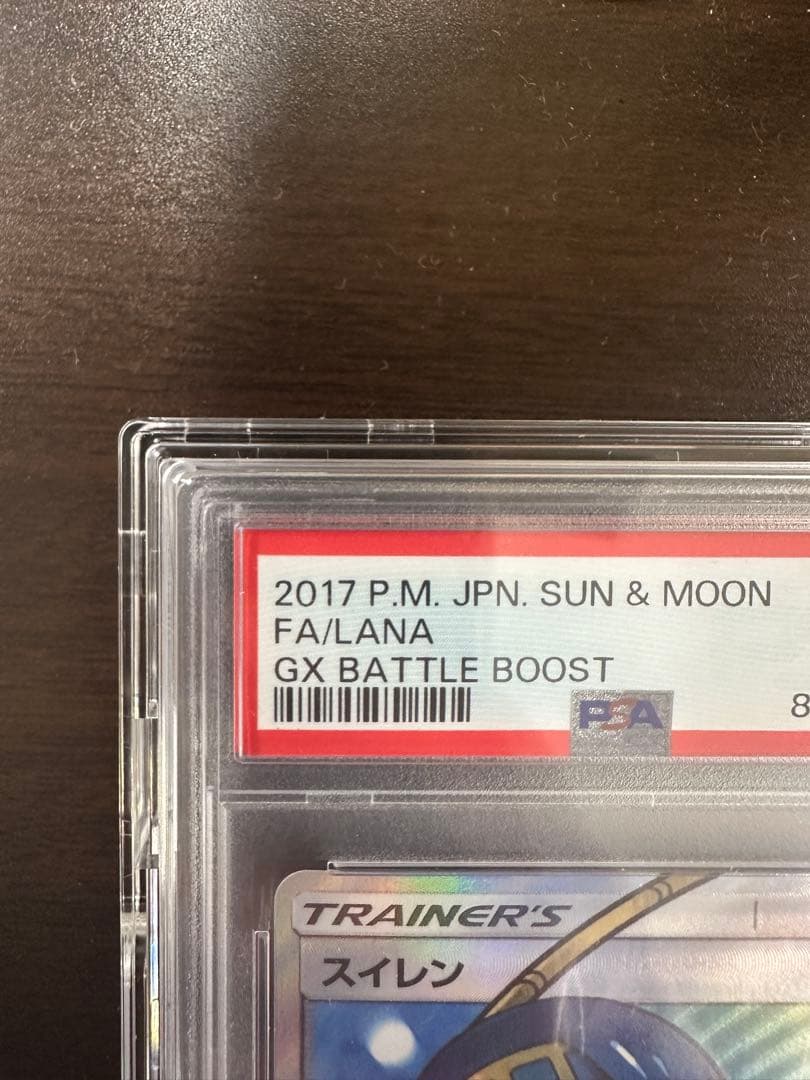 2017 P.M. JPN. SUN & MOON
FA/LANA
GX BATTLE BOOST
PSA
8
TRAINER'S
スイレン